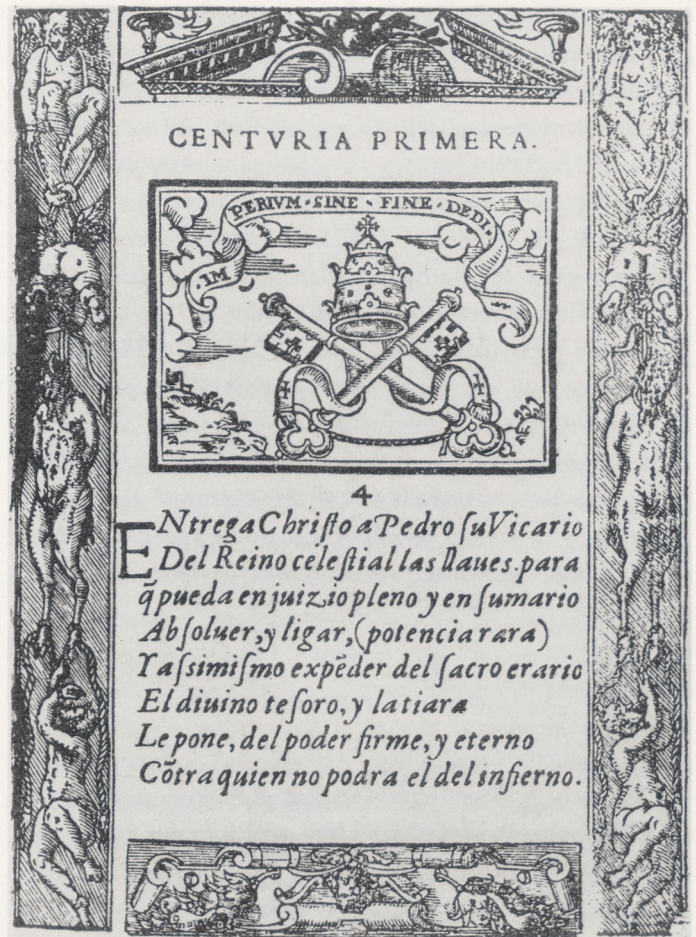 CENTVRIA PRIMERA.
IM
PERIVM · SINE · FINE · DEDI.
4
ENtrega Christo a Pedro su Vicario
Del Reino celestial las llaues. para
q̃ pueda en juizio pleno y en sumario
Absoluer, y ligar, (potencia rara)
Y assimismo expẽder del sacro erario
El diuino tesoro, y la tiara
Le pone, del poder firme, y eterno
Cõtra quien no podra el del infierno.